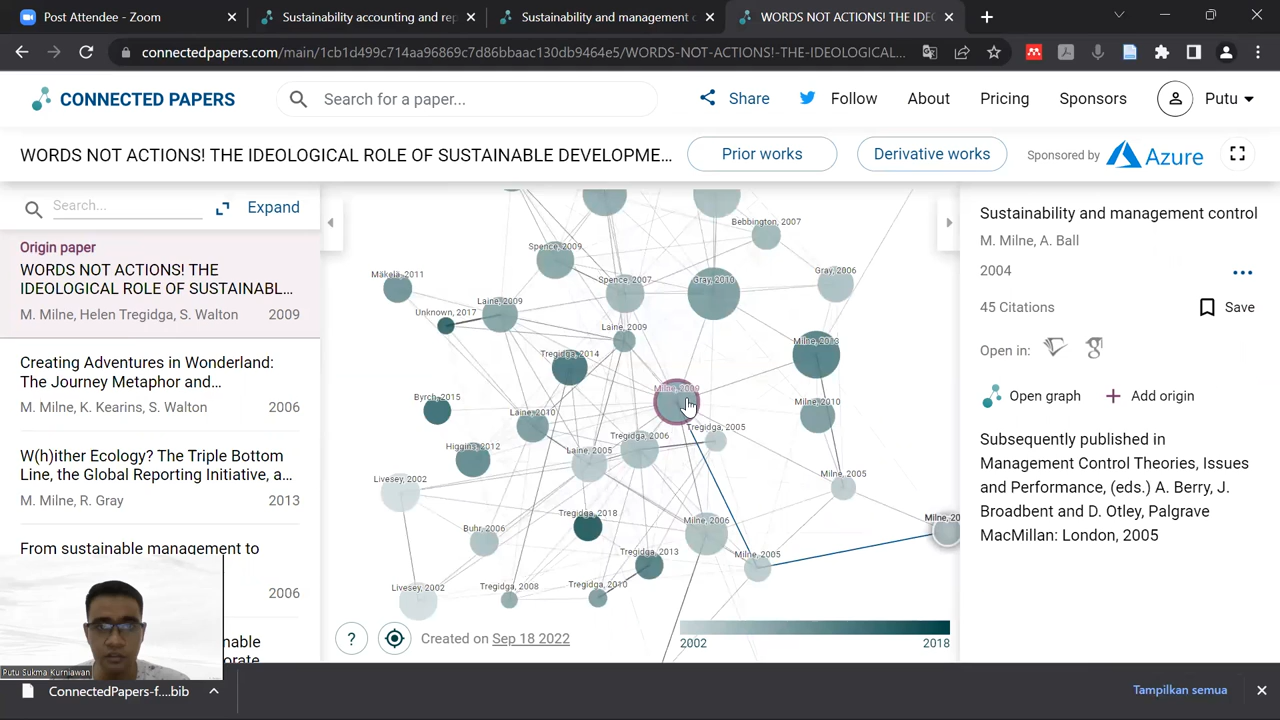 Post Attendee - Zoom
Sustainability accounting and rep
Sustainability and management c
WORDS NOT ACTIONS! THE IDEO
connectedpapers.com/main/1cb1d499c714aa96869c7d86bbaac130db9464e5/WORDS-NOT-ACTIONS!-THE-IDEOLOGICAL...
CONNECTED PAPERS
Search for a paper...
Share
Follow
About
Pricing
Sponsors
Putu
WORDS NOT ACTIONS! THE IDEOLOGICAL ROLE OF SUSTAINABLE DEVELOPME...
Prior works
Derivative works
Sponsored by
Azure
Search...
Expand
Origin paper
WORDS NOT ACTIONS! THE
IDEOLOGICAL ROLE OF SUSTAINABL...
M. Milne, Helen Tregidga, S. Walton 2009
Creating Adventures in Wonderland:
The Journey Metaphor and...
M. Milne, K. Kearins, S. Walton 2006
W(h)ither Ecology? The Triple Bottom
Line, the Global Reporting Initiative, a...
M. Milne, R. Gray 2013
From sustainable management to
2006
nable
orate
Putu Sukma Kurniawan
Bebbington, 2007
Spence, 2009
Mäkelä, 2011
Spence, 2007
Gray, 2010
Gray, 2006
Laine, 2009
Unknown, 2017
Laine, 2009
Tregidga, 2014
Milne, 2013
Milne, 2009
Byrch, 2015
Laine, 2010
Milne, 2010
Tregidga, 2005
Tregidga, 2006
Higgins, 2012
Laine, 2005
Milne, 2005
Livesey, 2002
Tregidga, 2018
Milne, 2006
Milne, 20
Buhr, 2006
Tregidga, 2013
Milne, 2005
Livesey, 2002
Tregidga, 2008
Tregidga, 2010
?
Created on Sep 18 2022
2002
2018
Sustainability and management control
M. Milne, A. Ball
2004
45 Citations
Save
Open in:
Open graph
Add origin
Subsequently published in
Management Control Theories, Issues
and Performance, (eds.) A. Berry, J.
Broadbent and D. Otley, Palgrave
MacMillan: London, 2005
ConnectedPapers-f....bib
Tampilkan semua